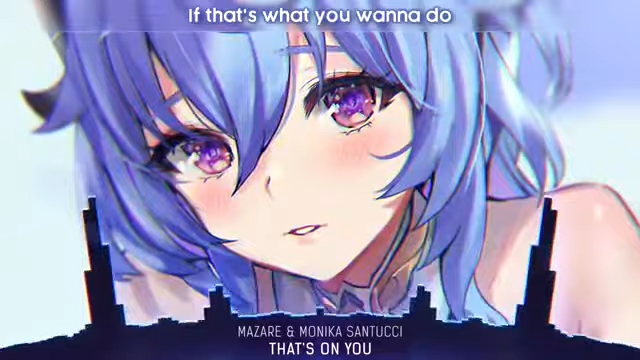 If that's what you wanna do
MAZARE & MONIKA SANTUCCI
THAT'S ON YOU